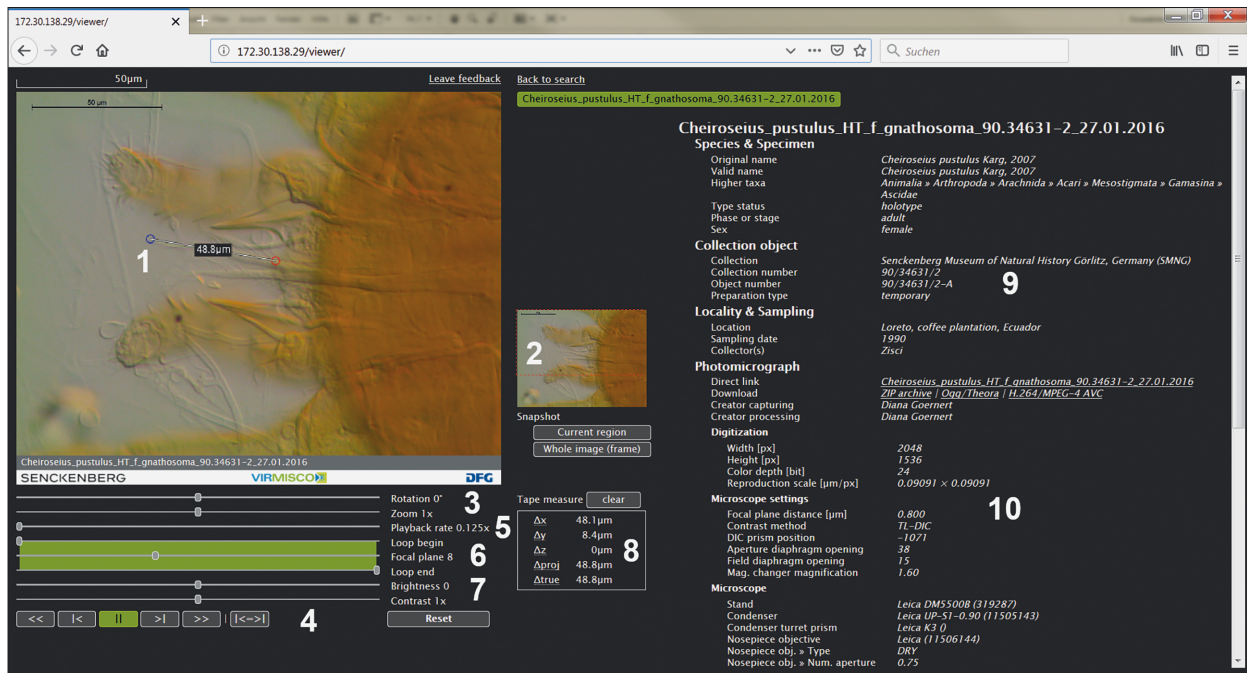 172.30.138.29/viewer/
172.30.138.29/viewer/
Suchen
50µm
Leave feedback
Back to search
50 µm
Cheiroseius_pustulus_HT_f_gnathosoma_90.34631-2_27.01.2016
1
48.8µm
2
Cheiroseius_pustulus_HT_f_gnathosoma_90.34631-2_27.01.2016
SENCKENBERG
VIRMISCO
DFG
Snapshot
Current region
Whole image (frame)
Rotation 0°
3
Zoom 1x
Playback rate 0.125x
5
Loop begin
Focal plane 8
6
Loop end
Brightness 0
7
Contrast 1x
<< |< || >| >> | |<->|
4
Reset
Tape measure
clear
Δx 48.1µm
Δy 8.4µm
Δz 0µm
8
Δproj 48.8µm
Δtrue 48.8µm
Cheiroseius_pustulus_HT_f_gnathosoma_90.34631-2_27.01.2016
Species & Specimen
Original name Cheiroseius pustulus Karg, 2007
Valid name Cheiroseius pustulus Karg, 2007
Higher taxa Animalia » Arthropoda » Arachnida » Acari » Mesostigmata » Gamasina »
Ascidae
Type status holotype
Phase or stage adult
Sex female
Collection object
Collection Senckenberg Museum of Natural History Görlitz, Germany (SMNG)
Collection number 90/34631/2
Object number 90/34631/2-A
9
Preparation type temporary
Locality & Sampling
Location Loreto, coffee plantation, Ecuador
Sampling date 1990
Collector(s) Zisci
Photomicrograph
Direct link Cheiroseius_pustulus_HT_f_gnathosoma_90.34631-2_27.01.2016
Download ZIP archive | Ogg/Theora | H.264/MPEG-4 AVC
Creator capturing Diana Goernert
Creator processing Diana Goernert
Digitization
Width [px] 2048
Height [px] 1536
Color depth [bit] 24
Reproduction scale [µm/px] 0.09091 × 0.09091
Microscope settings
10
Focal plane distance [µm] 0.800
Contrast method TL-DIC
DIC prism position -1071
Aperture diaphragm opening 38
Field diaphragm opening 15
Mag. changer magnification 1.60
Microscope
Stand Leica DM5500B (319287)
Condenser Leica UP-S1-0.90 (11505143)
Condenser turret prism Leica K3 ()
Nosepiece objective Leica (11506144)
Nosepiece obj. » Type DRY
Nosepiece obj. » Num. aperture 0.75